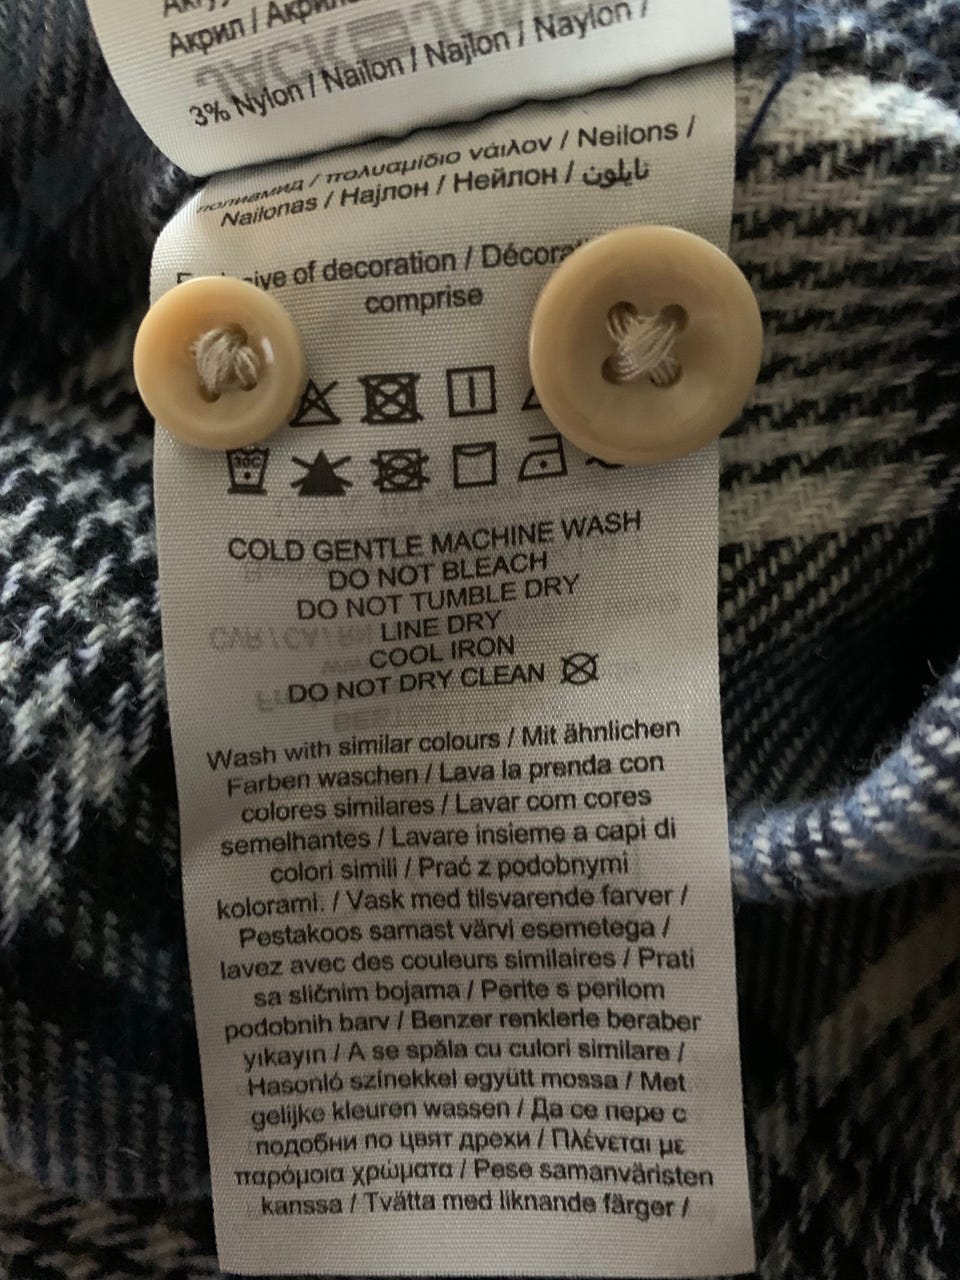 Акрил /
3% Nylon / Nailon / Najlon / Naylon /
полиамид / πολυαμίδιο νάιλον / Neilons /
Nailonas / Најлон / Нейлон / نايلون
of decoration /
comprise
30C
COLD GENTLE MACHINE WASH
DO NOT BLEACH
DO NOT TUMBLE DRY
LINE DRY
COOL IRON
DO NOT DRY CLEAN
Wash with similar colours / Mit ähnlichen
Farben waschen / Lava la prenda con
colores similares / Lavar com cores
semelhantes / Lavare insieme a capi di
colori simili / Prać z podobnymi
kolorami. / Vask med tilsvarende farver /
Pestakoos samast värvi esemetega /
lavez avec des couleurs similaires / Prati
sa sličnim bojama / Perite s perilom
podobnih barv / Benzer renklerle beraber
yıkayın / A se spăla cu culori similare /
Hasonló színekkel együtt mossa / Met
gelijke kleuren wassen / Да се пере с
подобни по цвят дрехи / Πλένεται με
παρόμοια χρώματα / Pese samanväristen
kanssa / Tvätta med liknande färger /